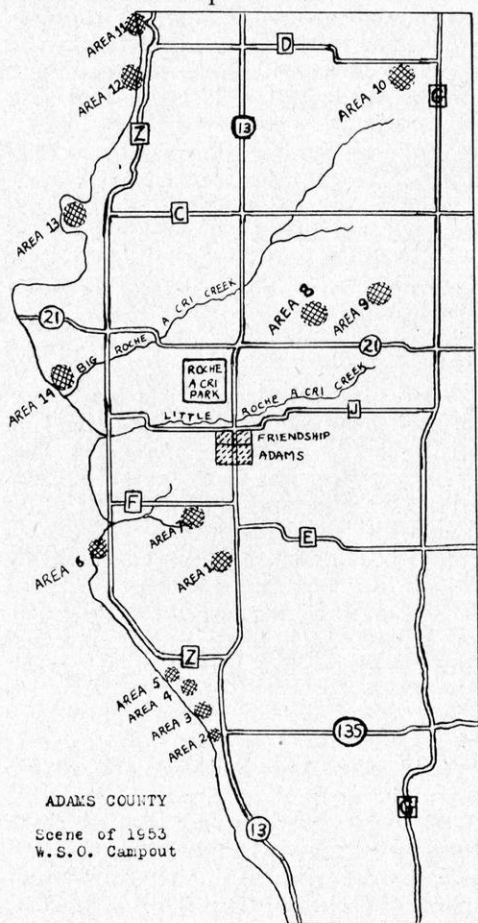 AREA 11
D
AREA 12
AREA 10
G
Z
13
AREA 13
C
AREA 8
AREA 9
21
BIG ROCHE A CRI CREEK
21
AREA 14
ROCHE
A CRI
PARK
LITTLE ROCHE A CRI CREEK
J
FRIENDSHIP
ADAMS
F
AREA 7
E
AREA 6
AREA 1
Z
AREA 5
AREA 4
AREA 3
AREA 2
135
ADAMS COUNTY
Scene of 1953
W.S.O. Campout
G
13